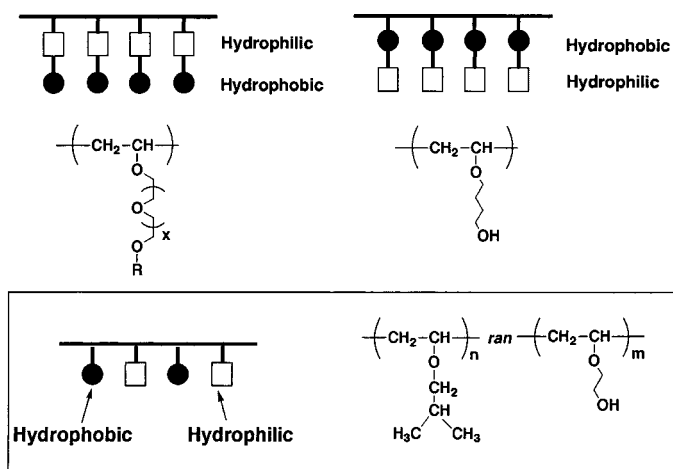 Hydrophilic
Hydrophobic
Hydrophobic
Hydrophilic
CH₂—CH
O
O
x
O
R
CH₂—CH
O
OH
Hydrophobic
Hydrophilic
CH₂—CH
n
ran
CH₂—CH
m
O
CH₂
CH
H₃C
CH₃
O
OH